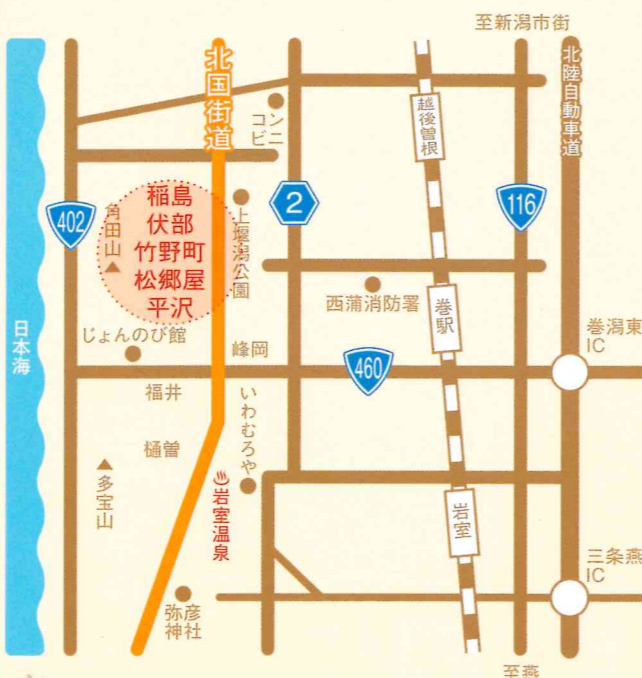 至新潟市街
北国街道
北陸自動車道
コン
ビニ
越後曽根
稲島
伏部
竹野町
松郷屋
平沢
角田山
上堰潟公園
402
2
116
西蒲消防署
巻駅
日本海
じょんのび館
峰岡
巻潟東
IC
460
福井
いわむろや
樋曽
多宝山
岩室温泉
岩室
三条燕
IC
弥彦
神社
至燕